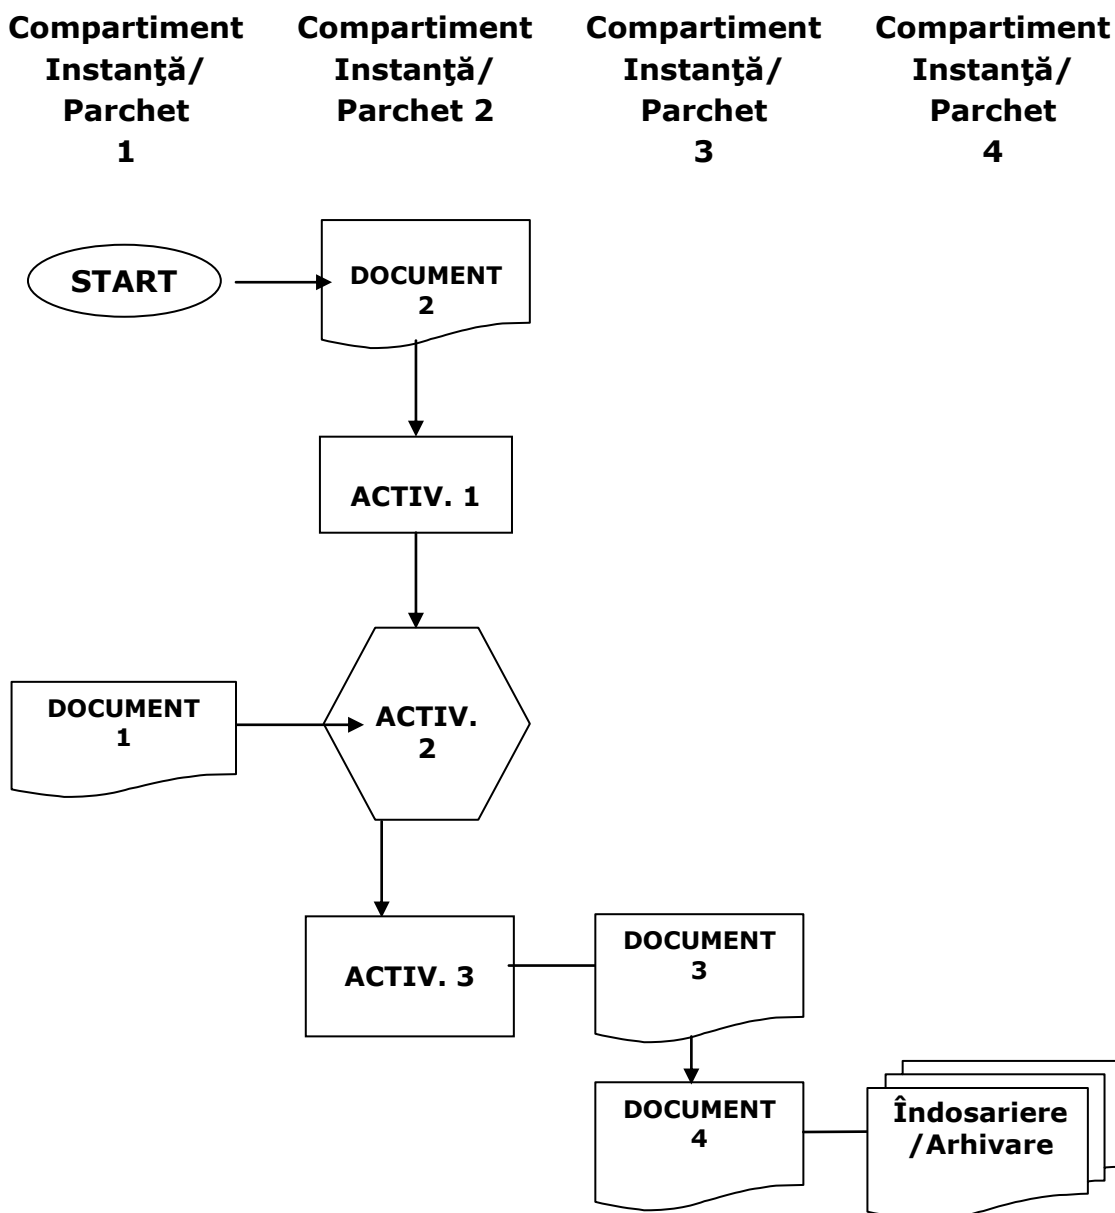 Compartiment
Instanţă/
Parchet
1
Compartiment
Instanţă/
Parchet 2
Compartiment
Instanţă/
Parchet
3
Compartiment
Instanţă/
Parchet
4
START
DOCUMENT
2
ACTIV. 1
DOCUMENT
1
ACTIV.
2
ACTIV. 3
DOCUMENT
3
DOCUMENT
4
Îndosariere
/Arhivare